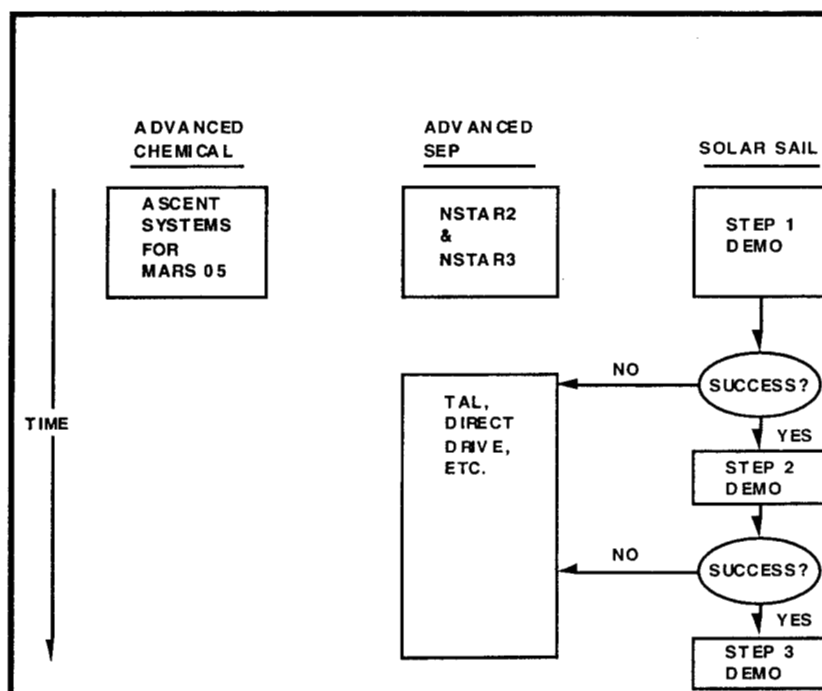 ADVANCED
CHEMICAL
ADVANCED
SEP
SOLAR SAIL
ASCENT
SYSTEMS
FOR
MARS 05
NSTAR2
&
NSTAR3
STEP 1
DEMO
TIME
NO
SUCCESS?
TAL,
DIRECT
DRIVE,
ETC.
YES
STEP 2
DEMO
NO
SUCCESS?
YES
STEP 3
DEMO